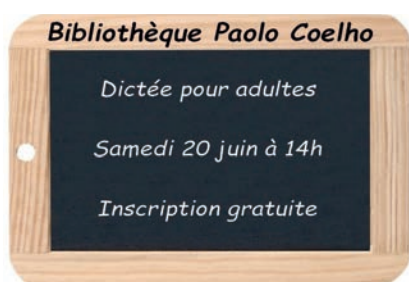 Bibliothèque Paolo Coelho
Dictée pour adultes
Samedi 20 juin à 14h
Inscription gratuite